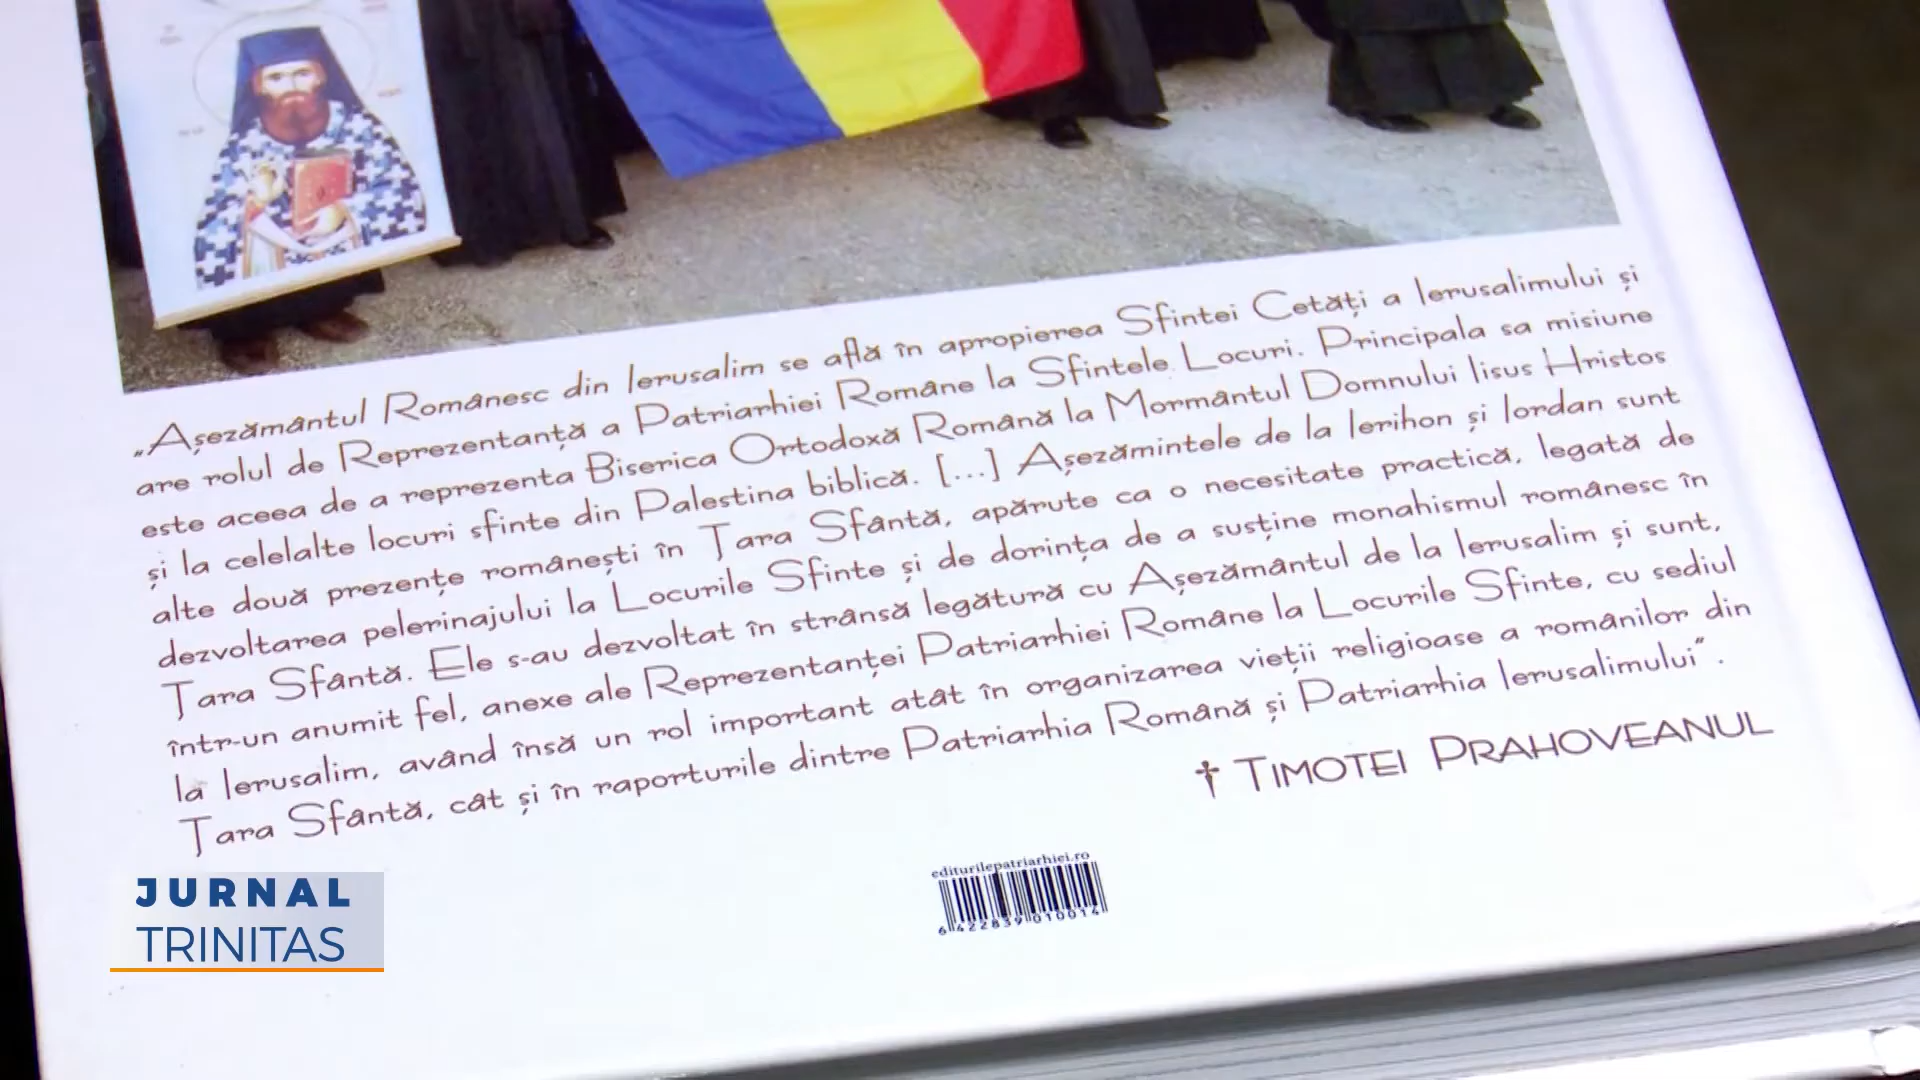 „Așezământul Românesc din Ierusalim se află în apropierea Sfintei Cetăți a Ierusalimului și
are rolul de Reprezentanță a Patriarhiei Române la Sfintele Locuri. Principala sa misiune
este aceea de a reprezenta Biserica Ortodoxă Română la Mormântul Domnului Iisus Hristos
și la celelalte locuri sfinte din Palestina biblică. [...] Așezămintele de la Ierihon și Iordan sunt
alte două prezențe românești în Țara Sfântă, apărute ca o necesitate practică, legată de
dezvoltarea pelerinajului la Locurile Sfinte și de dorința de a susține monahismul românesc în
Țara Sfântă. Ele s-au dezvoltat în strânsă legătură cu Așezământul de la Ierusalim și sunt,
într-un anumit fel, anexe ale Reprezentanței Patriarhiei Române la Locurile Sfinte, cu sediul
la Ierusalim, având însă un rol important atât în organizarea vieții religioase a românilor din
Țara Sfântă, cât și în raporturile dintre Patriarhia Română și Patriarhia Ierusalimului”.
† TIMOTEI PRAHOVEANUL
editurilepatriarhiei.ro
6 422839 010014
JURNAL
TRINITAS